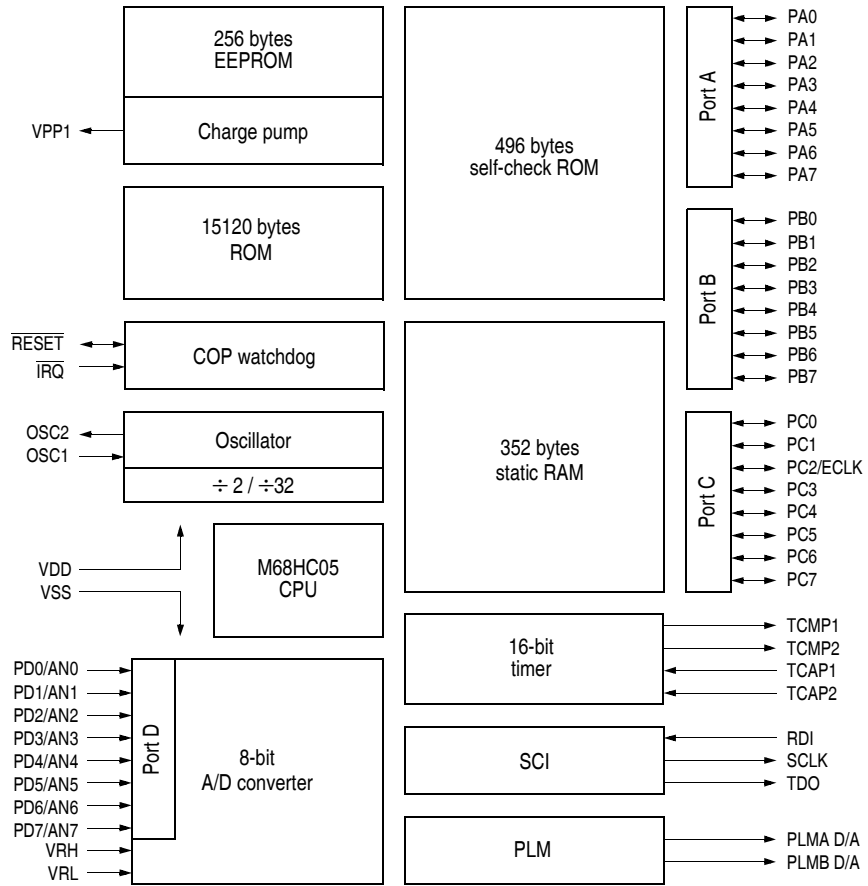 256 bytes
EEPROM
Charge pump
VPP1
15120 bytes
ROM
RESET
IRQ
COP watchdog
OSC2
OSC1
Oscillator
÷ 2 / ÷32
VDD
VSS
M68HC05
CPU
PD0/AN0
PD1/AN1
PD2/AN2
PD3/AN3
PD4/AN4
PD5/AN5
PD6/AN6
PD7/AN7
VRH
VRL
Port D
8-bit
A/D converter
496 bytes
self-check ROM
352 bytes
static RAM
16-bit
timer
SCI
PLM
Port A
PA0
PA1
PA2
PA3
PA4
PA5
PA6
PA7
Port B
PB0
PB1
PB2
PB3
PB4
PB5
PB6
PB7
Port C
PC0
PC1
PC2/ECLK
PC3
PC4
PC5
PC6
PC7
TCMP1
TCMP2
TCAP1
TCAP2
RDI
SCLK
TDO
PLMA D/A
PLMB D/A